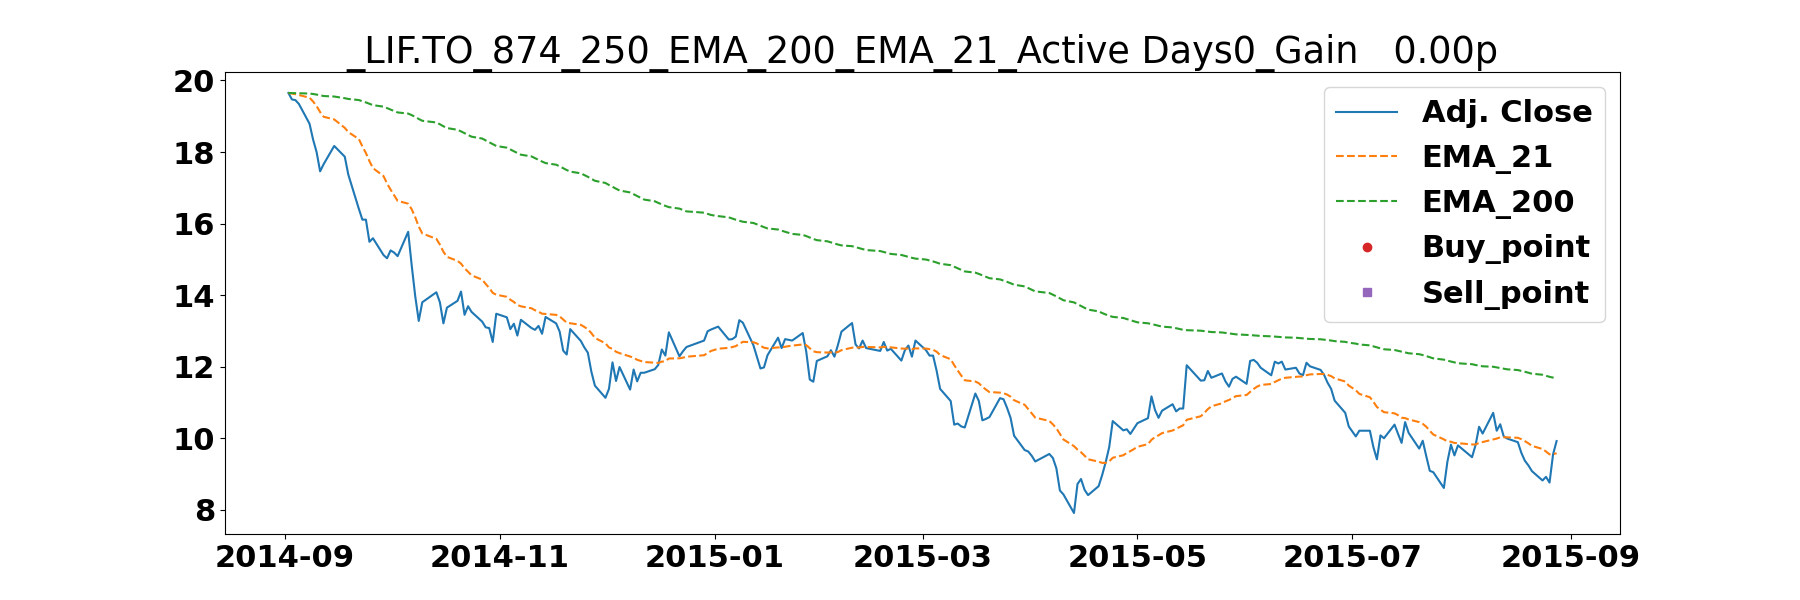 _LIF.TO_874_250_EMA_200_EMA_21_Active Days0_Gain   0.00p
20
18
16
14
12
10
8
Adj. Close
EMA_21
EMA_200
Buy_point
Sell_point
2014-09 2014-11 2015-01 2015-03 2015-05 2015-07 2015-09